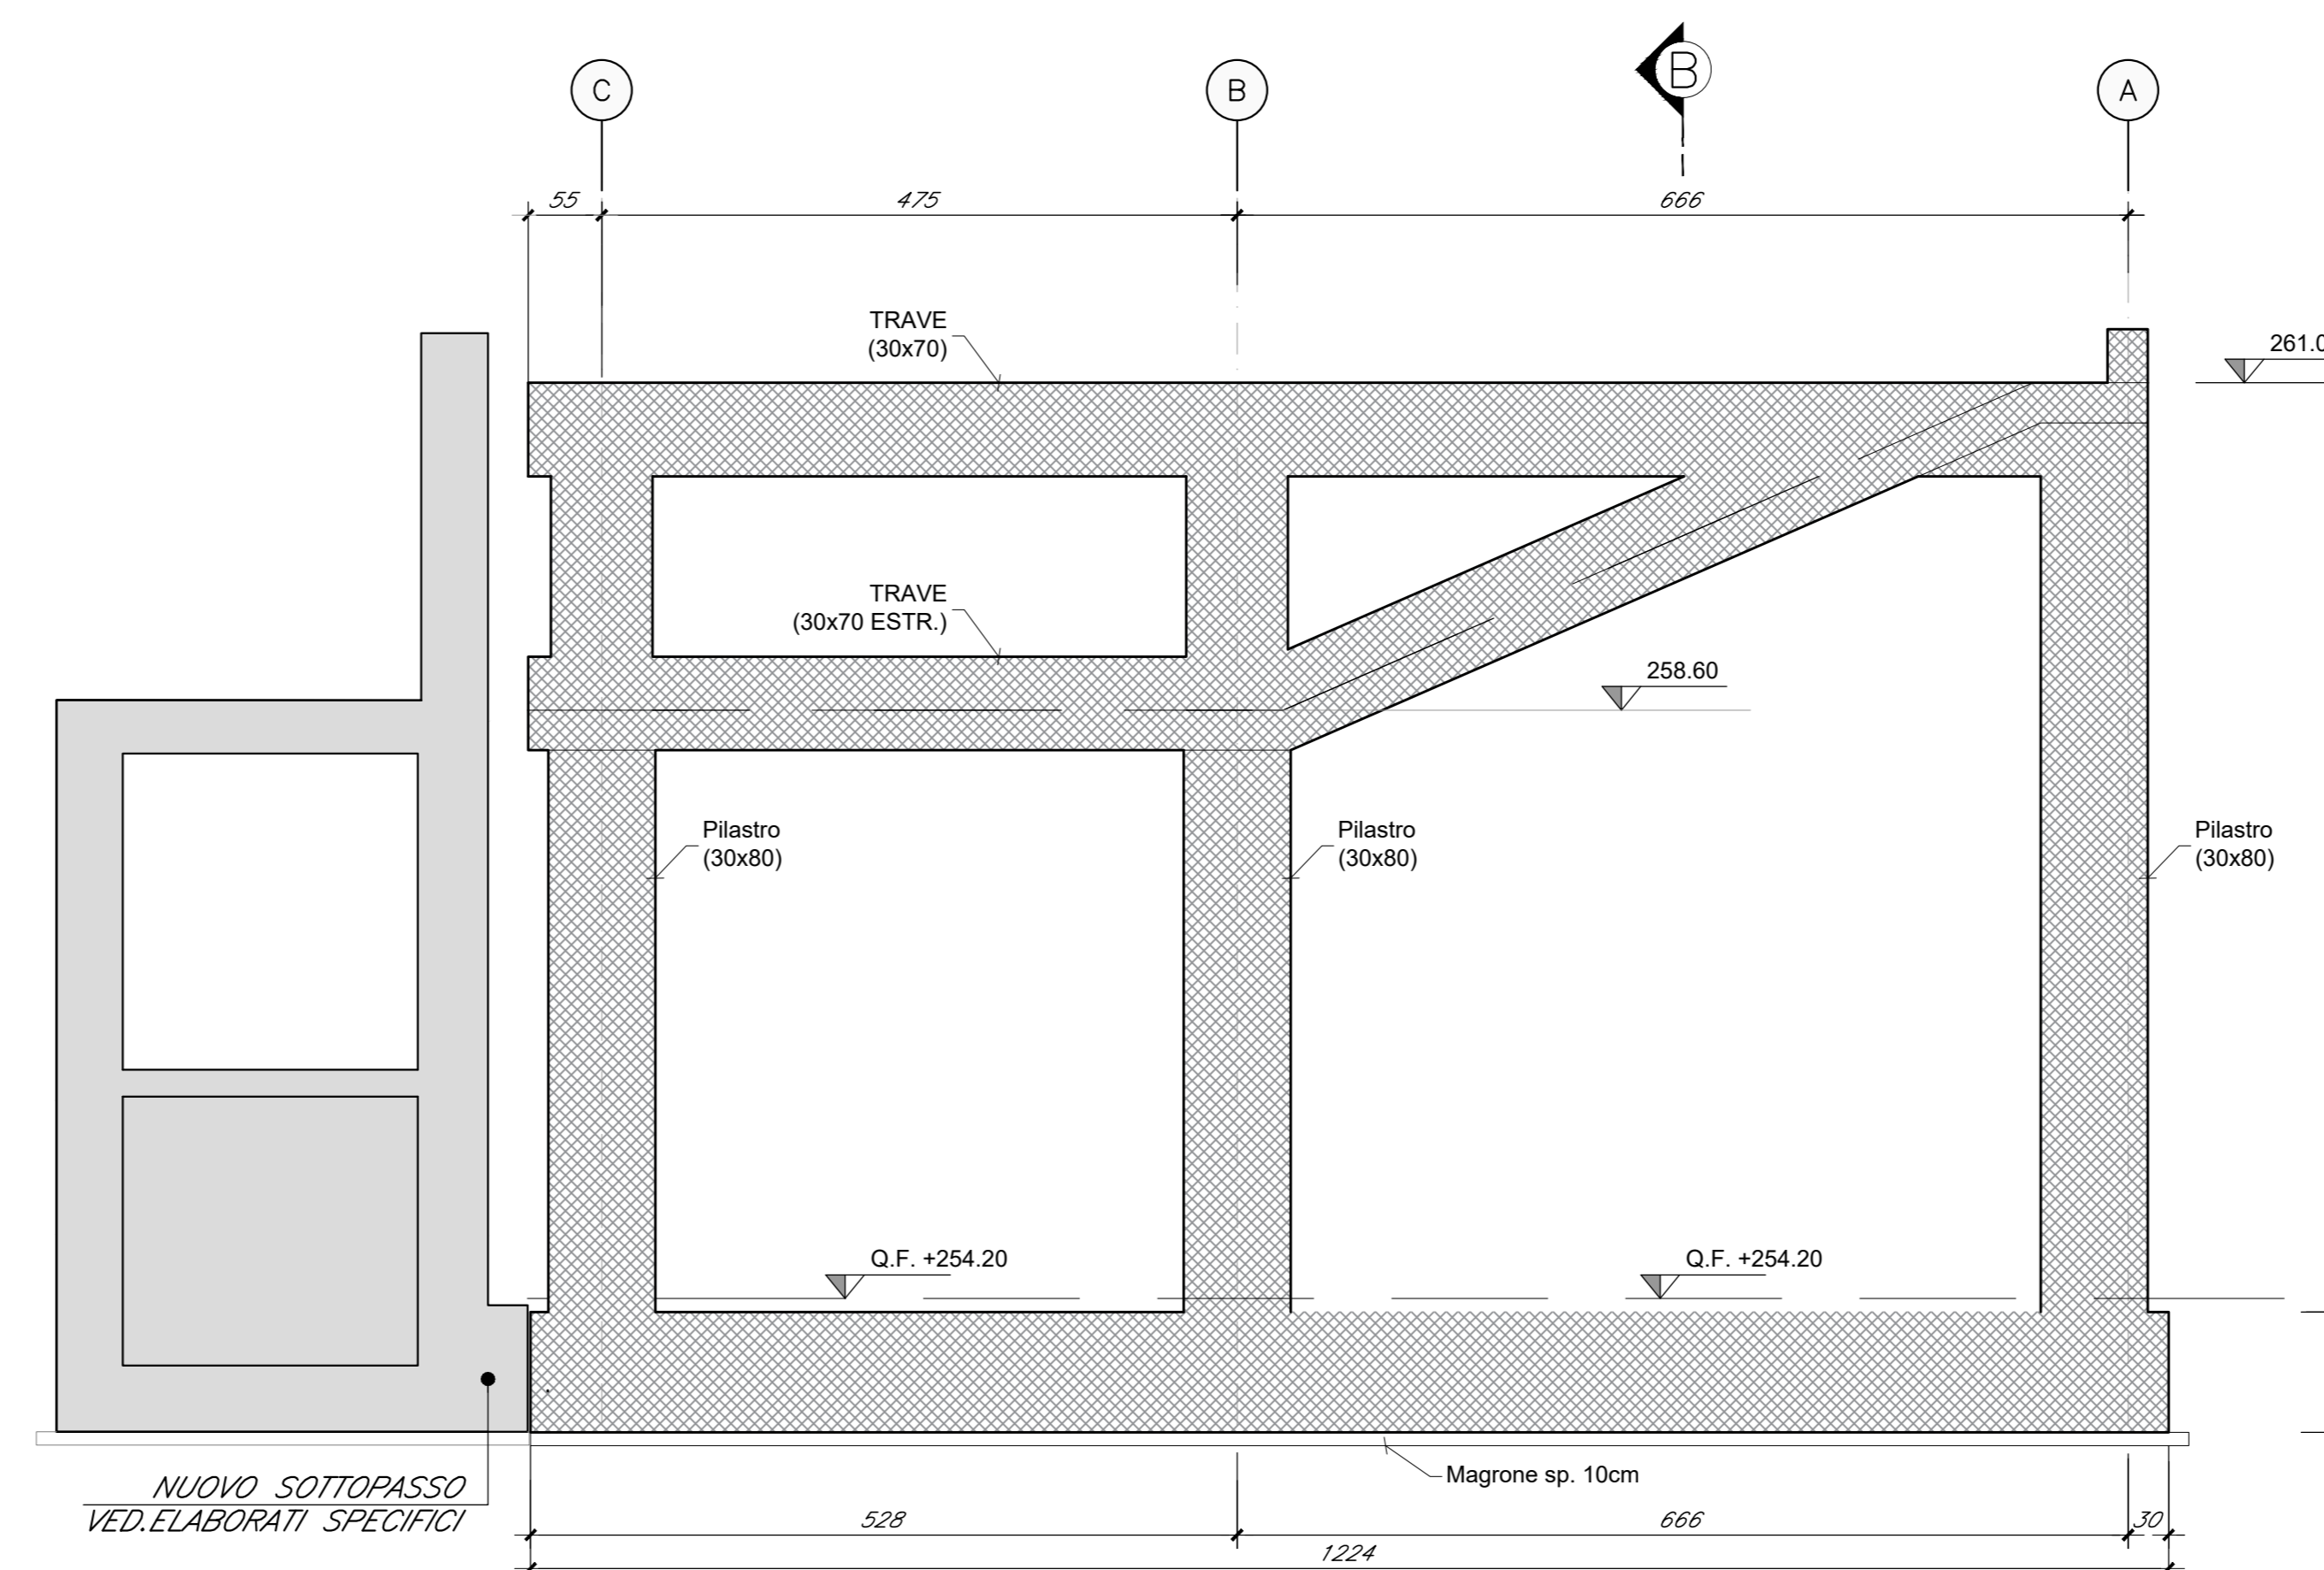 C
B
B
A
55
475
666
TRAVE
(30x70)
261.0
TRAVE
(30x70 ESTR.)
258.60
Pilastro
(30x80)
Pilastro
(30x80)
Pilastro
(30x80)
Q.F. +254.20
Q.F. +254.20
Magrone sp. 10cm
NUOVO SOTTOPASSO
VED.ELABORATI SPECIFICI
528
666
30
1224